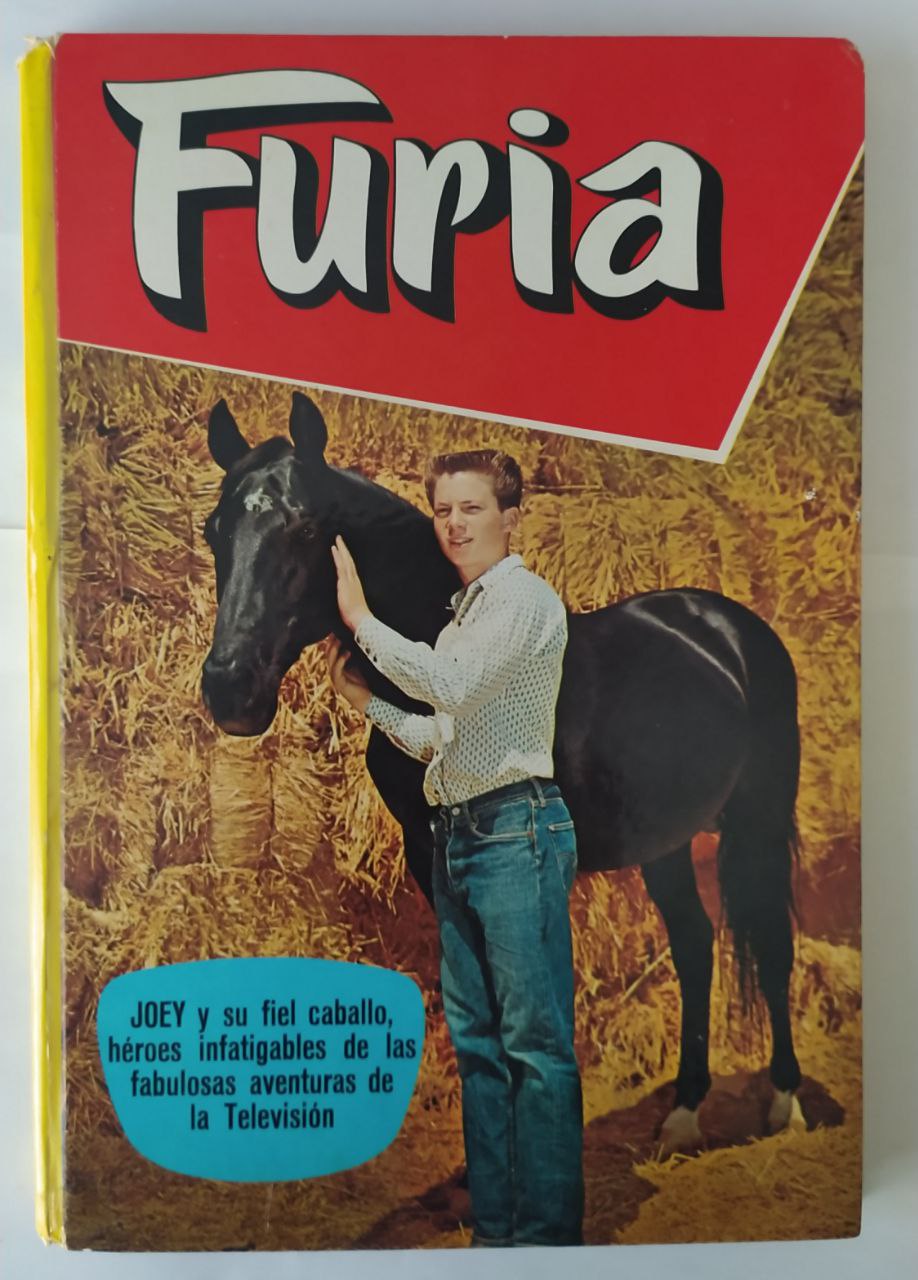 Furia
JOEY y su fiel caballo,
héroes infatigables de las
fabulosas aventuras de
la Televisión